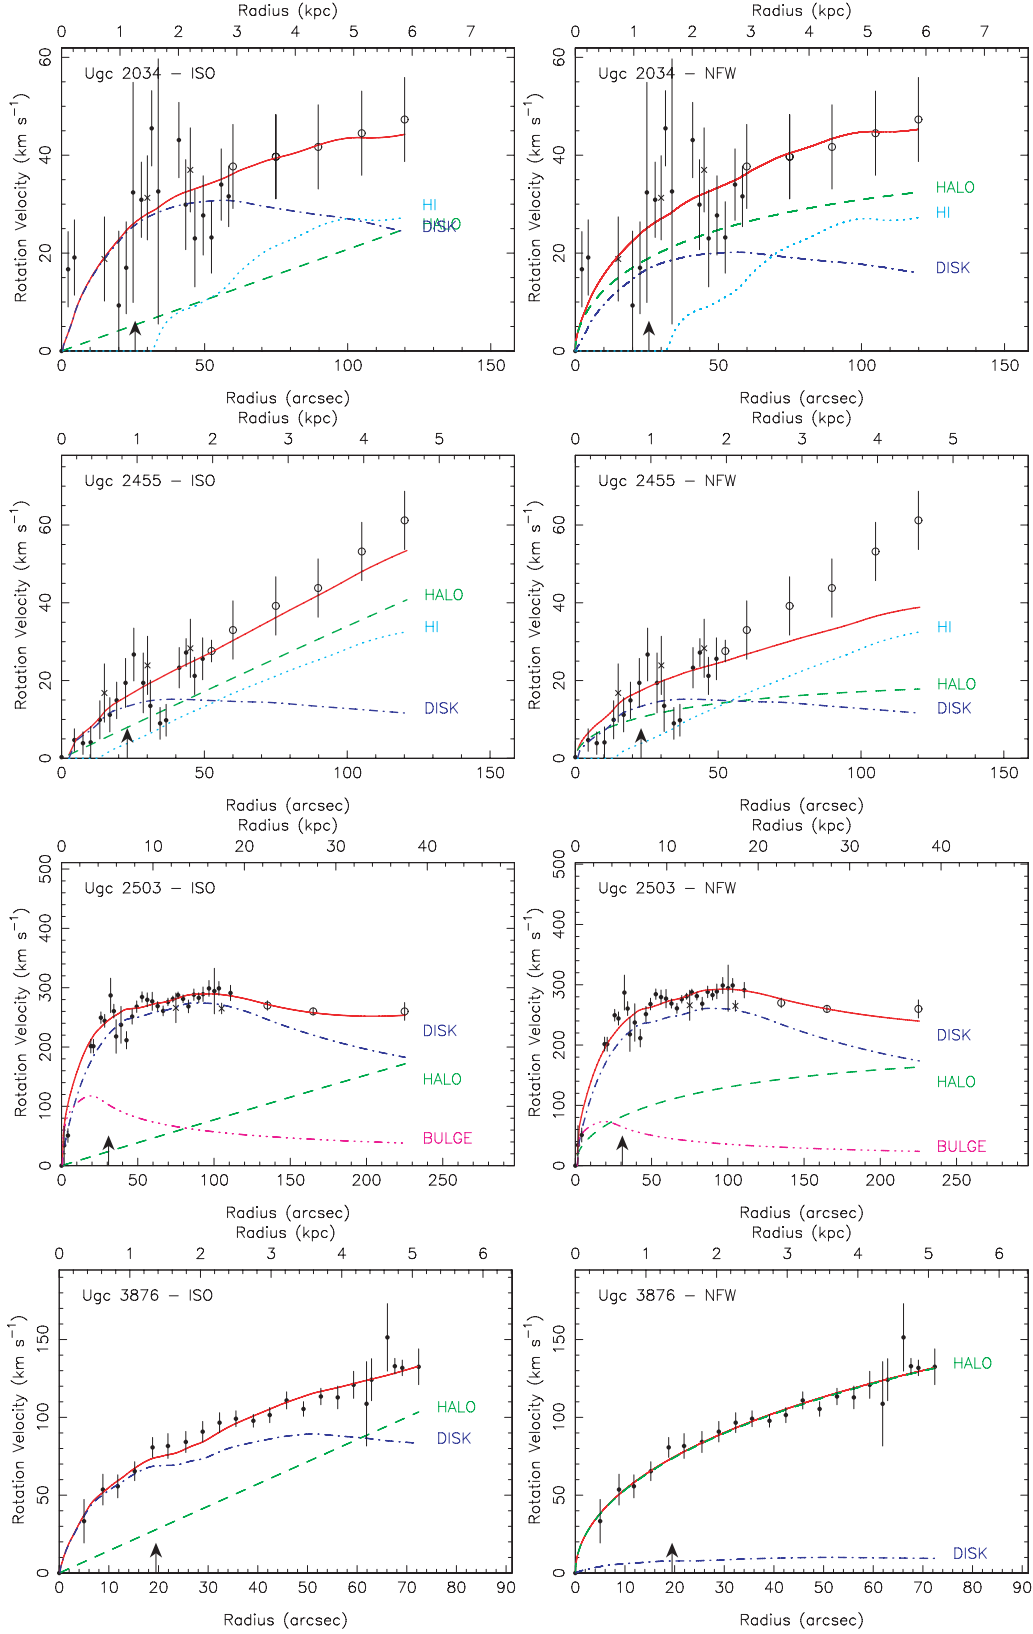 Radius (kpc) Radius (kpc)
0 1 2 3 4 5 6 7 0 1 2 3 4 5 6 7
Ugc 2034 – ISO Ugc 2034 – NFW
Rotation Velocity (km s⁻¹) Rotation Velocity (km s⁻¹)
0 20 40 60 0 20 40 60
HI HALO
HALO HI
DISK DISK
0 50 100 150 0 50 100 150
Radius (arcsec) Radius (arcsec)
Radius (kpc) Radius (kpc)
0 1 2 3 4 5 0 1 2 3 4 5
Ugc 2455 – ISO Ugc 2455 – NFW
Rotation Velocity (km s⁻¹) Rotation Velocity (km s⁻¹)
0 20 40 60 0 20 40 60
HALO HI
HI HALO
DISK DISK
0 50 100 150 0 50 100 150
Radius (arcsec) Radius (arcsec)
Radius (kpc) Radius (kpc)
0 10 20 30 40 0 10 20 30 40
Ugc 2503 – ISO Ugc 2503 – NFW
Rotation Velocity (km s⁻¹) Rotation Velocity (km s⁻¹)
0 100 200 300 400 500 0 100 200 300 400 500
DISK DISK
HALO HALO
BULGE BULGE
0 50 100 150 200 250 0 50 100 150 200 250
Radius (arcsec) Radius (arcsec)
Radius (kpc) Radius (kpc)
0 1 2 3 4 5 6 0 1 2 3 4 5 6
Ugc 3876 – ISO Ugc 3876 – NFW
Rotation Velocity (km s⁻¹) Rotation Velocity (km s⁻¹)
0 50 100 150 0 50 100 150
HALO HALO
DISK DISK
0 10 20 30 40 50 60 70 80 90 0 10 20 30 40 50 60 70 80 90
Radius (arcsec) Radius (arcsec)